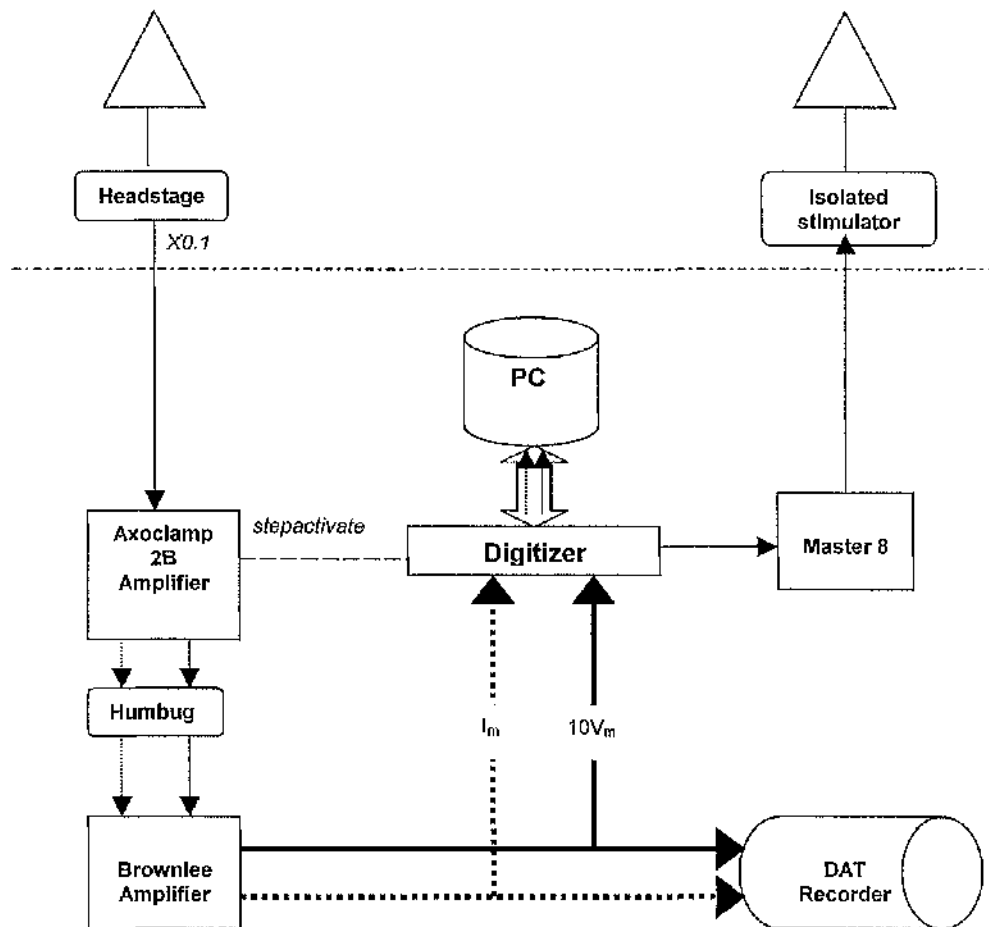 Headstage
Isolated
stimulator
X0.1
PC
Axoclamp
2B
Amplifier
stepactivate
Digitizer
Master 8
Humbug
Im
10Vm
Brownlee
Amplifier
DAT
Recorder